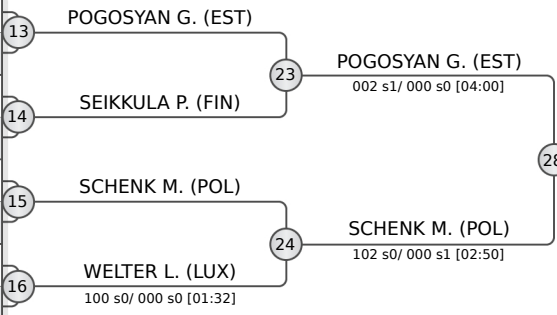 POGOSYAN G. (EST)
13
23
POGOSYAN G. (EST)
002 s1/ 000 s0 [04:00]
SEIKKULA P. (FIN)
14
28
SCHENK M. (POL)
15
24
SCHENK M. (POL)
102 s0/ 000 s1 [02:50]
WELTER L. (LUX)
16
100 s0/ 000 s0 [01:32]